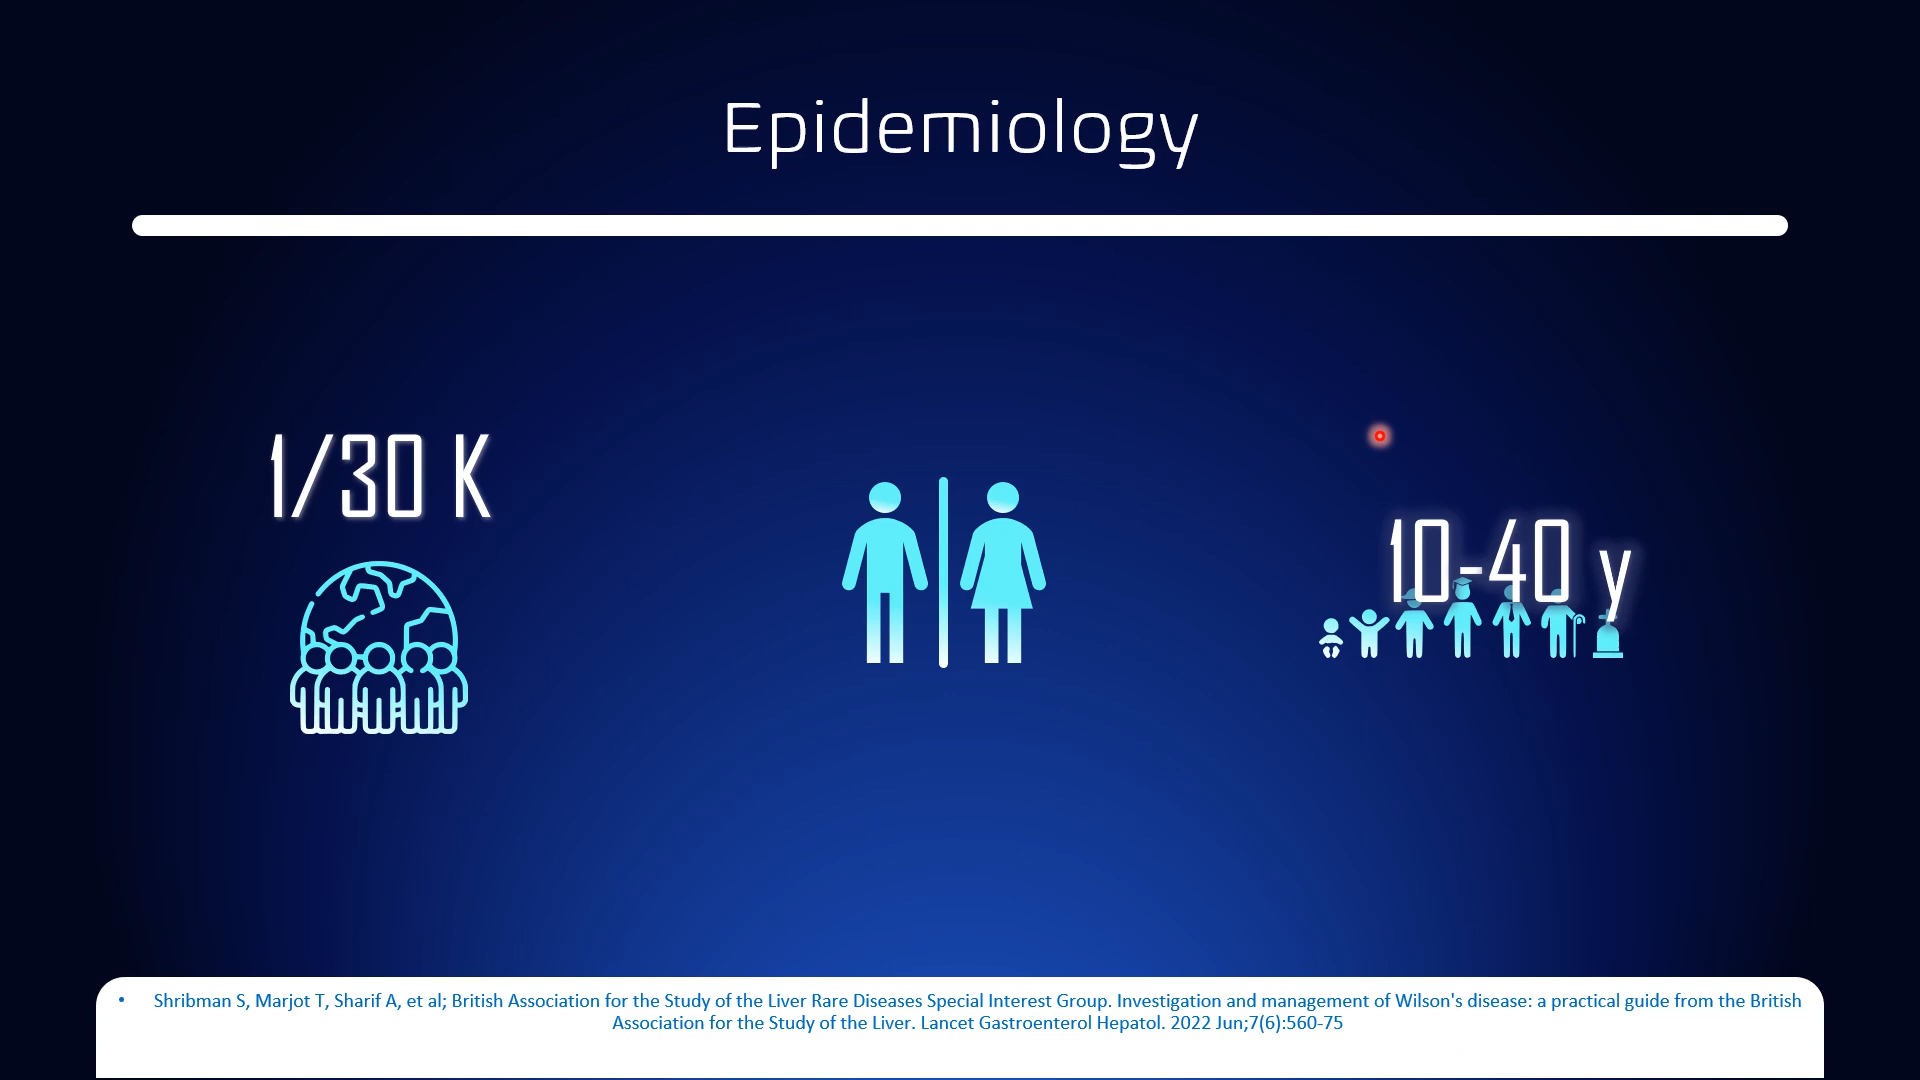 Epidemiology
1/30 K
10-40 y
• Shribman S, Marjot T, Sharif A, et al; British Association for the Study of the Liver Rare Diseases Special Interest Group. Investigation and management of Wilson's disease: a practical guide from the British
Association for the Study of the Liver. Lancet Gastroenterol Hepatol. 2022 Jun;7(6):560-75